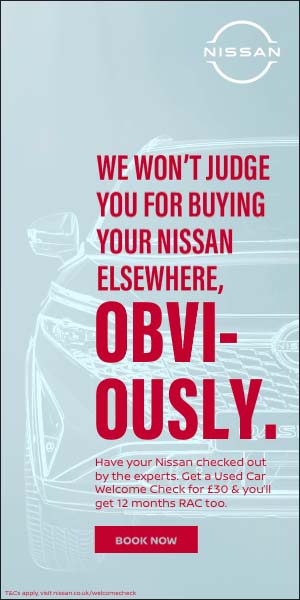 NISSAN
WE WON'T JUDGE
YOU FOR BUYING
YOUR NISSAN
ELSEWHERE,
OBVI-
OUSLY.
Have your Nissan checked out
by the experts. Get a Used Car
Welcome Check for £30 & you'll
get 12 months RAC too.
BOOK NOW
T&Cs apply, visit nissan.co.uk/welcomecheck